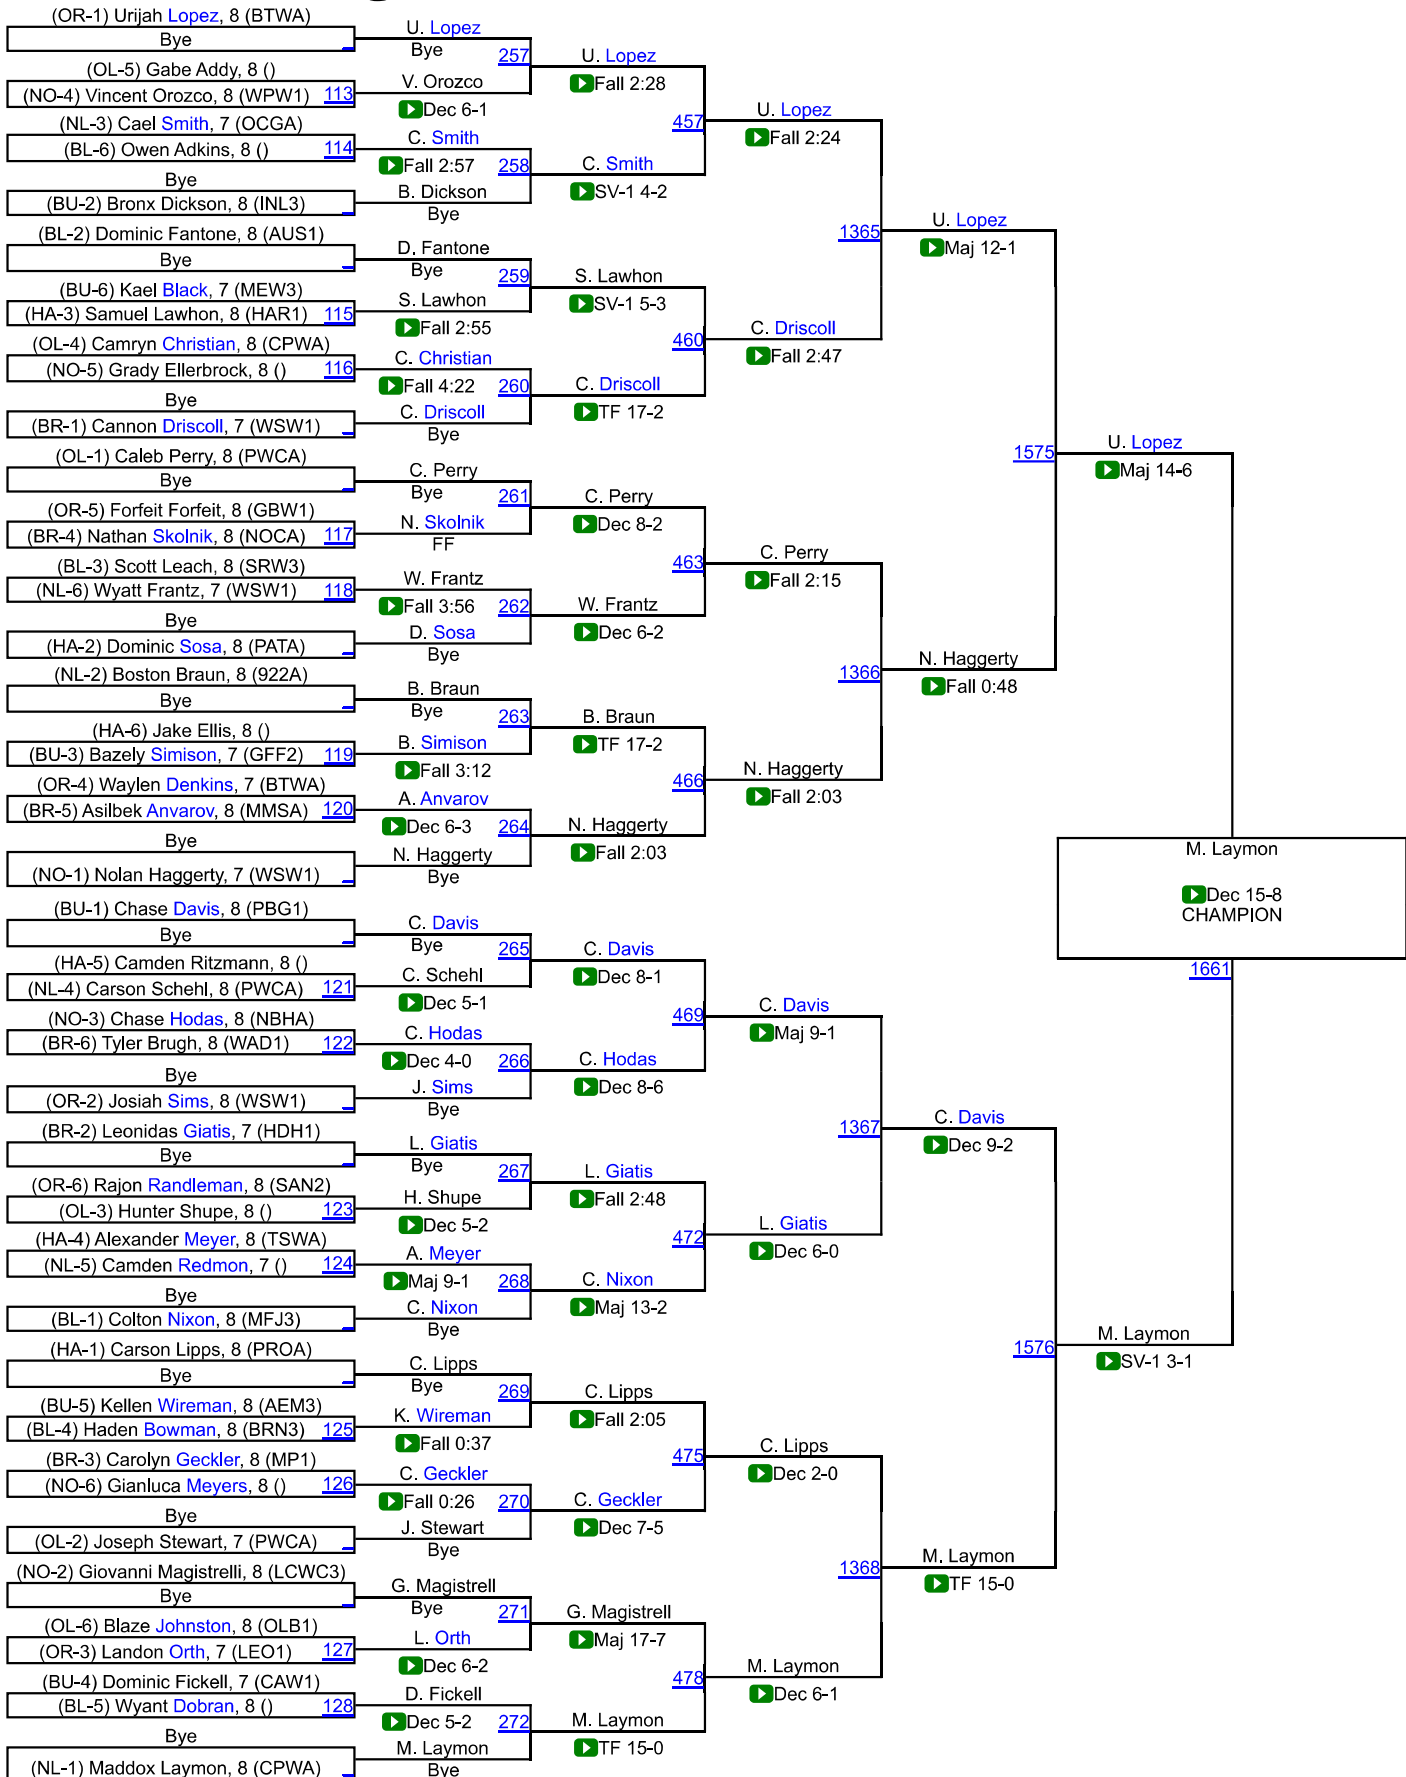 (OR-1) Urijah Lopez, 8 (BTWA)
Bye
(OL-5) Gabe Addy, 8 ()
(NO-4) Vincent Orozco, 8 (WPW1) 113
(NL-3) Cael Smith, 7 (OCGA)
(BL-6) Owen Adkins, 8 () 114
Bye
(BU-2) Bronx Dickson, 8 (INL3)
(BL-2) Dominic Fantone, 8 (AUS1)
Bye
(BU-6) Kael Black, 7 (MEW3)
(HA-3) Samuel Lawhon, 8 (HAR1) 115
(OL-4) Camryn Christian, 8 (CPWA)
(NO-5) Grady Ellerbrock, 8 () 116
Bye
(BR-1) Cannon Driscoll, 7 (WSW1)
(OL-1) Caleb Perry, 8 (PWCA)
Bye
(OR-5) Forfeit Forfeit, 8 (GBW1)
(BR-4) Nathan Skolnik, 8 (NOCA) 117
(BL-3) Scott Leach, 8 (SRW3)
(NL-6) Wyatt Frantz, 7 (WSW1) 118
Bye
(HA-2) Dominic Sosa, 8 (PATA)
(NL-2) Boston Braun, 8 (922A)
Bye
(HA-6) Jake Ellis, 8 ()
(BU-3) Bazely Simison, 7 (GFF2) 119
(OR-4) Waylen Denkins, 7 (BTWA)
(BR-5) Asilbek Anvarov, 8 (MMSA) 120
Bye
(NO-1) Nolan Haggerty, 7 (WSW1)
(BU-1) Chase Davis, 8 (PBG1)
Bye
(HA-5) Camden Ritzmann, 8 ()
(NL-4) Carson Schehl, 8 (PWCA) 121
(NO-3) Chase Hodas, 8 (NBHA)
(BR-6) Tyler Brugh, 8 (WAD1) 122
Bye
(OR-2) Josiah Sims, 8 (WSW1)
(BR-2) Leonidas Giatis, 7 (HDH1)
Bye
(OR-6) Rajon Randleman, 8 (SAN2)
(OL-3) Hunter Shupe, 8 () 123
(HA-4) Alexander Meyer, 8 (TSWA)
(NL-5) Camden Redmon, 7 () 124
Bye
(BL-1) Colton Nixon, 8 (MFJ3)
(HA-1) Carson Lipps, 8 (PROA)
Bye
(BU-5) Kellen Wireman, 8 (AEM3)
(BL-4) Haden Bowman, 8 (BRN3) 125
(BR-3) Carolyn Geckler, 8 (MP1)
(NO-6) Gianluca Meyers, 8 () 126
Bye
(OL-2) Joseph Stewart, 7 (PWCA)
(NO-2) Giovanni Magistrelli, 8 (LCWC3)
Bye
(OL-6) Blaze Johnston, 8 (OLB1)
(OR-3) Landon Orth, 7 (LEO1) 127
(BU-4) Dominic Fickell, 7 (CAW1)
(BL-5) Wyant Dobran, 8 () 128
Bye
(NL-1) Maddox Laymon, 8 (CPWA)
U. Lopez
Bye
257
V. Orozco
Dec 6-1
C. Smith
Fall 2:57
258
B. Dickson
Bye
D. Fantone
Bye
259
S. Lawhon
Fall 2:55
C. Christian
Fall 4:22
260
C. Driscoll
Bye
C. Perry
Bye
261
N. Skolnik
FF
W. Frantz
Fall 3:56
262
D. Sosa
Bye
B. Braun
Bye
263
B. Simison
Fall 3:12
A. Anvarov
Dec 6-3
264
N. Haggerty
Bye
C. Davis
Bye
265
C. Schehl
Dec 5-1
C. Hodas
Dec 4-0
266
J. Sims
Bye
L. Giatis
Bye
267
H. Shupe
Dec 5-2
A. Meyer
Maj 9-1
268
C. Nixon
Bye
C. Lipps
Bye
269
K. Wireman
Fall 0:37
C. Geckler
Fall 0:26
270
J. Stewart
Bye
G. Magistrell
Bye
271
L. Orth
Dec 6-2
D. Fickell
Dec 5-2
272
M. Laymon
Bye
U. Lopez
Fall 2:28
457
C. Smith
SV-1 4-2
S. Lawhon
SV-1 5-3
460
C. Driscoll
TF 17-2
C. Perry
Dec 8-2
463
W. Frantz
Dec 6-2
B. Braun
TF 17-2
466
N. Haggerty
Fall 2:03
C. Davis
Dec 8-1
469
C. Hodas
Dec 8-6
L. Giatis
Fall 2:48
472
C. Nixon
Maj 13-2
C. Lipps
Fall 2:05
475
C. Geckler
Dec 7-5
G. Magistrell
Maj 17-7
478
M. Laymon
TF 15-0
U. Lopez
Fall 2:24
1365
C. Driscoll
Fall 2:47
C. Perry
Fall 2:15
1366
N. Haggerty
Fall 2:03
C. Davis
Maj 9-1
1367
L. Giatis
Dec 6-0
C. Lipps
Dec 2-0
1368
M. Laymon
Dec 6-1
U. Lopez
Maj 12-1
1575
N. Haggerty
Fall 0:48
C. Davis
Dec 9-2
1576
M. Laymon
TF 15-0
U. Lopez
Maj 14-6
M. Laymon
SV-1 3-1
M. Laymon
Dec 15-8
CHAMPION
1661